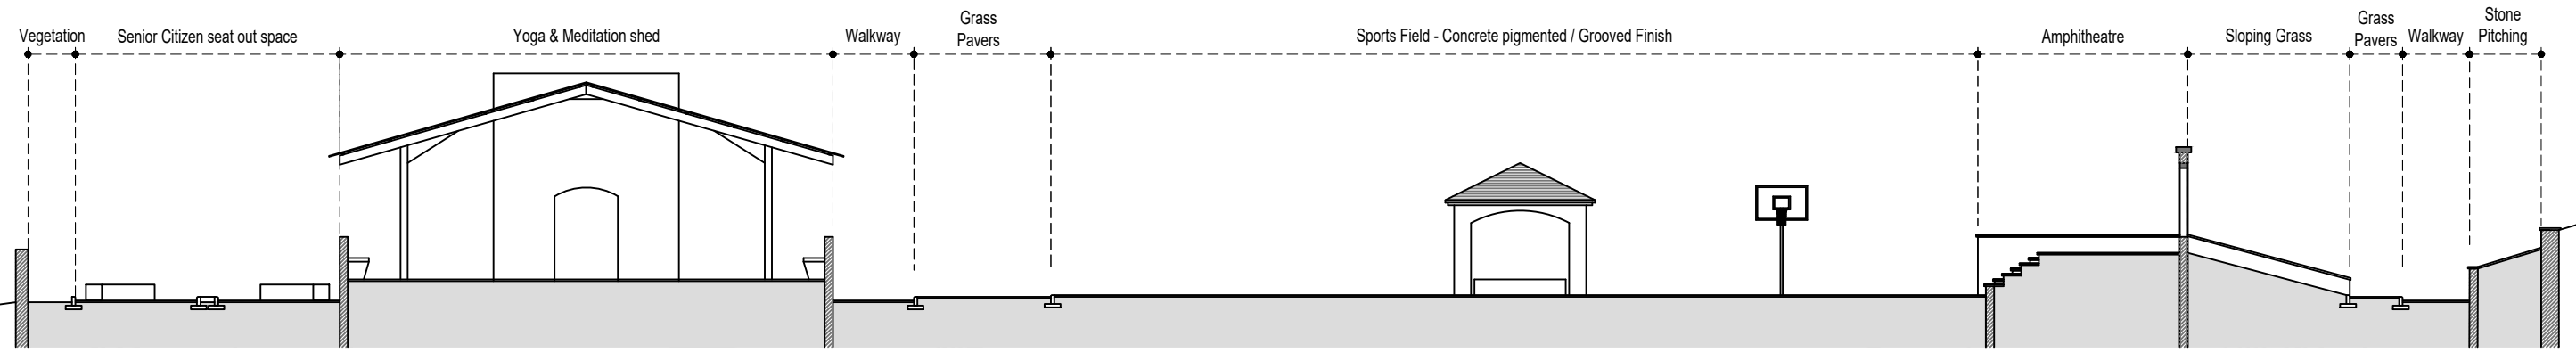 Vegetation
Senior Citizen seat out space
Yoga & Meditation shed
Walkway
Grass
Pavers
Sports Field - Concrete pigmented / Grooved Finish
Amphitheatre
Sloping Grass
Grass
Pavers
Walkway
Stone
Pitching